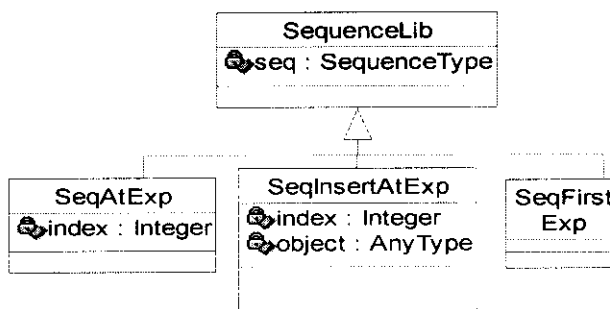 SequenceLib
seq : SequenceType
SeqAtExp
index : Integer
SeqInsertAtExp
index : Integer
object : AnyType
SeqFirst
Exp